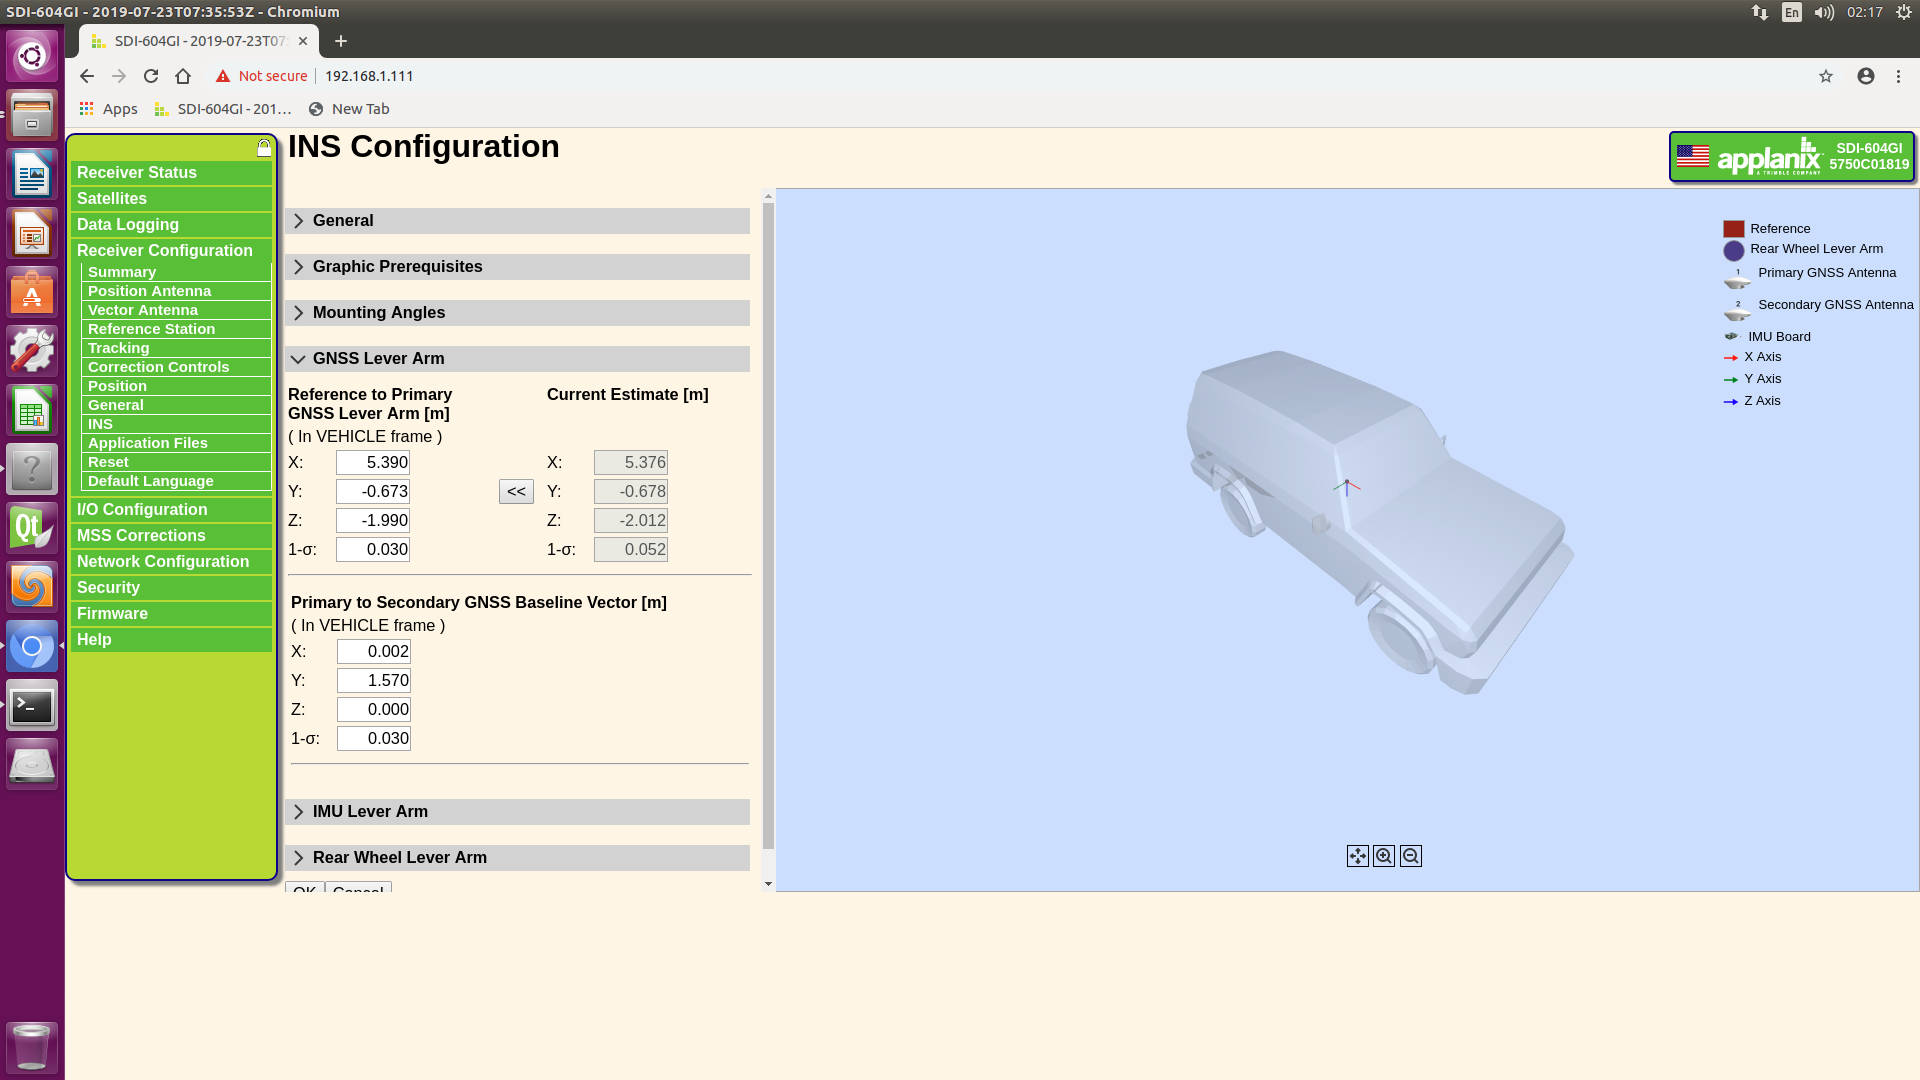 SDI-604GI - 2019-07-23T07:35:53Z - Chromium
En
02:17
SDI-604GI - 2019-07-23T07:
Not secure
192.168.1.111
Apps
SDI-604GI - 201...
New Tab
Receiver Status
Satellites
Data Logging
Receiver Configuration
Summary
Position Antenna
Vector Antenna
Reference Station
Tracking
Correction Controls
Position
General
INS
Application Files
Reset
Default Language
I/O Configuration
MSS Corrections
Network Configuration
Security
Firmware
Help
INS Configuration
applanix
A TRIMBLE COMPANY
SDI-604GI
5750C01819
General
Graphic Prerequisites
Mounting Angles
GNSS Lever Arm
Reference to Primary
GNSS Lever Arm [m]
( In VEHICLE frame )
X: 5.390
Y: -0.673
Z: -1.990
1-σ: 0.030
<<
Current Estimate [m]
X: 5.376
Y: -0.678
Z: -2.012
1-σ: 0.052
Primary to Secondary GNSS Baseline Vector [m]
( In VEHICLE frame )
X: 0.002
Y: 1.570
Z: 0.000
1-σ: 0.030
IMU Lever Arm
Rear Wheel Lever Arm
OK Cancel
Reference
Rear Wheel Lever Arm
1 Primary GNSS Antenna
2 Secondary GNSS Antenna
IMU Board
X Axis
Y Axis
Z Axis
Qt